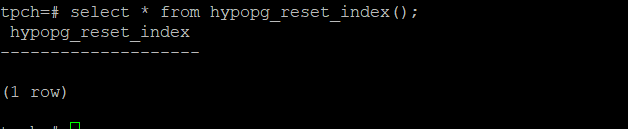 tpch=# select * from hypopg_reset_index();
 hypopg_reset_index
--------------------

(1 row)